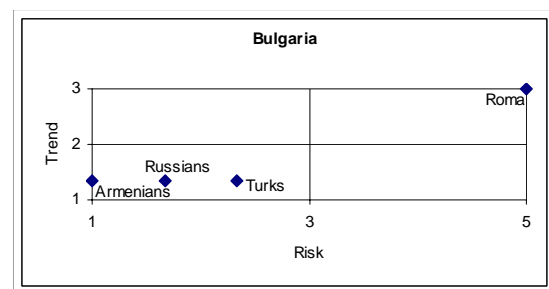 Bulgaria
3
Roma
2
Trend
Russians
Turks
Armenians
1
1 3 5
Risk